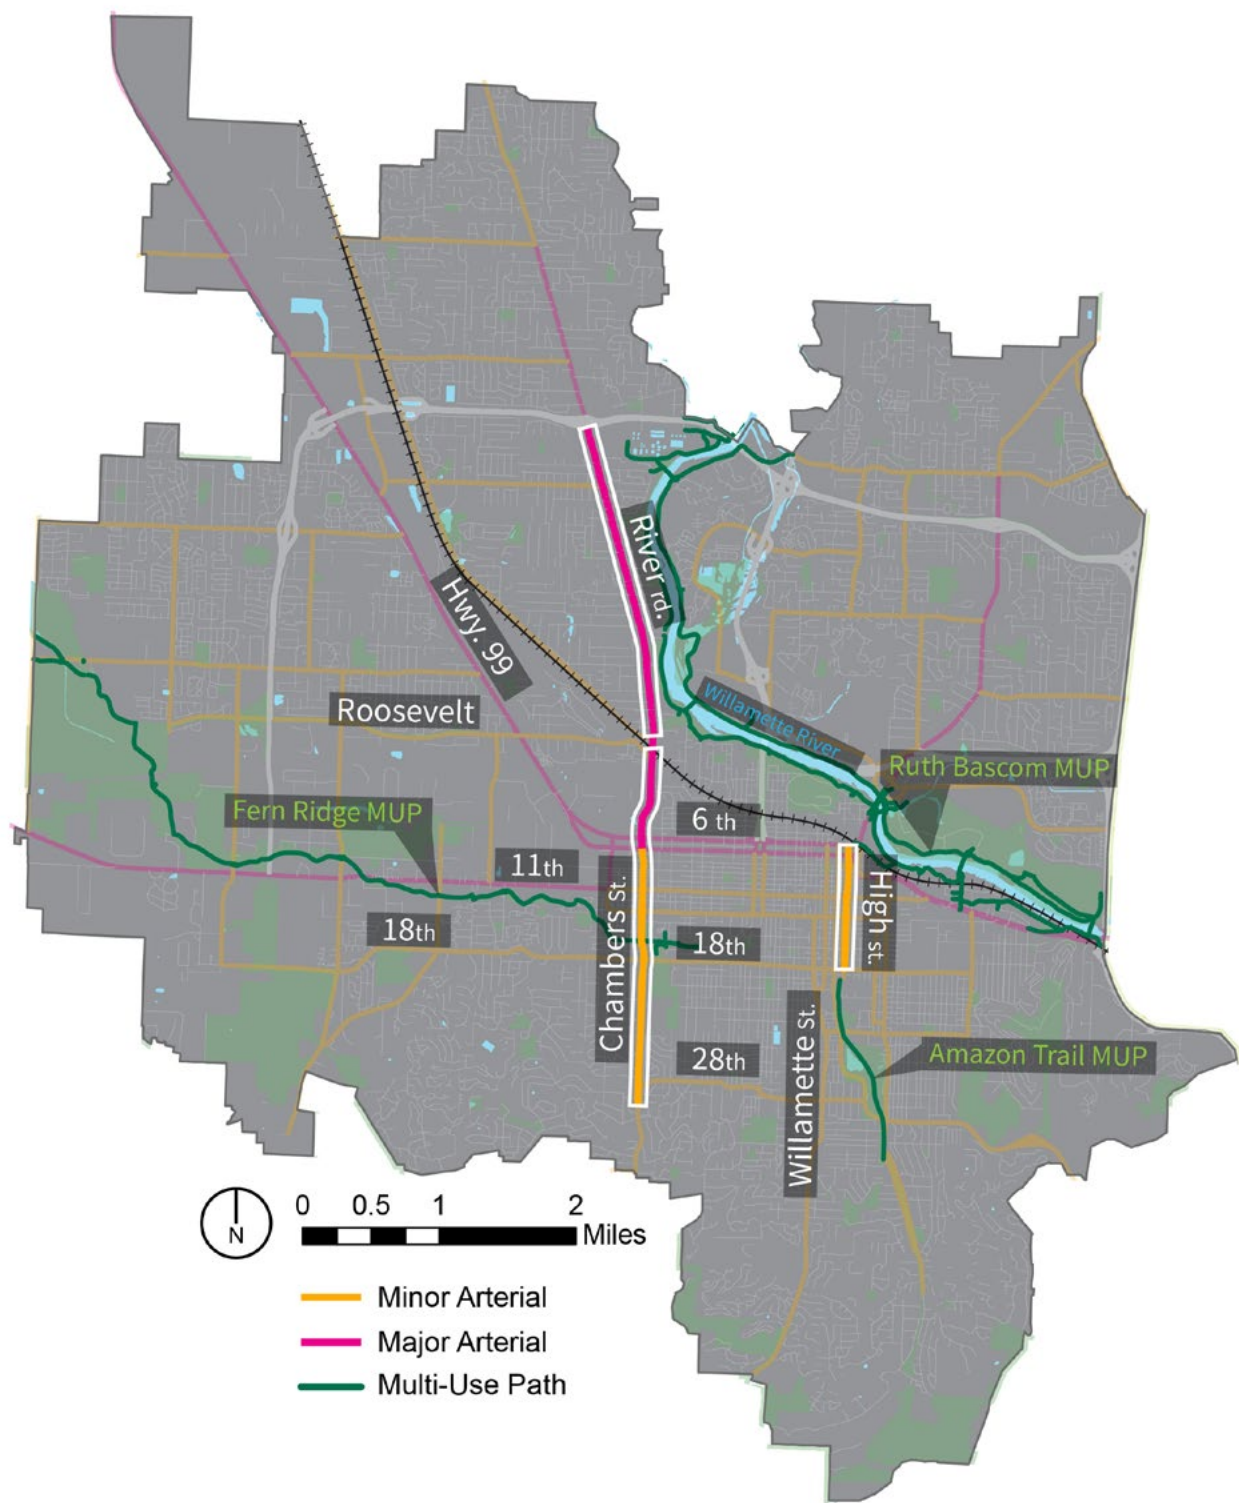 River rd.
Hwy. 99
Willamette River
Roosevelt
Ruth Bascom MUP
Fern Ridge MUP
6 th
11th
Chambers St.
High st.
18th
18th
Willamette St.
28th
Amazon Trail MUP
N
0 0.5 1 2
Miles
Minor Arterial
Major Arterial
Multi-Use Path